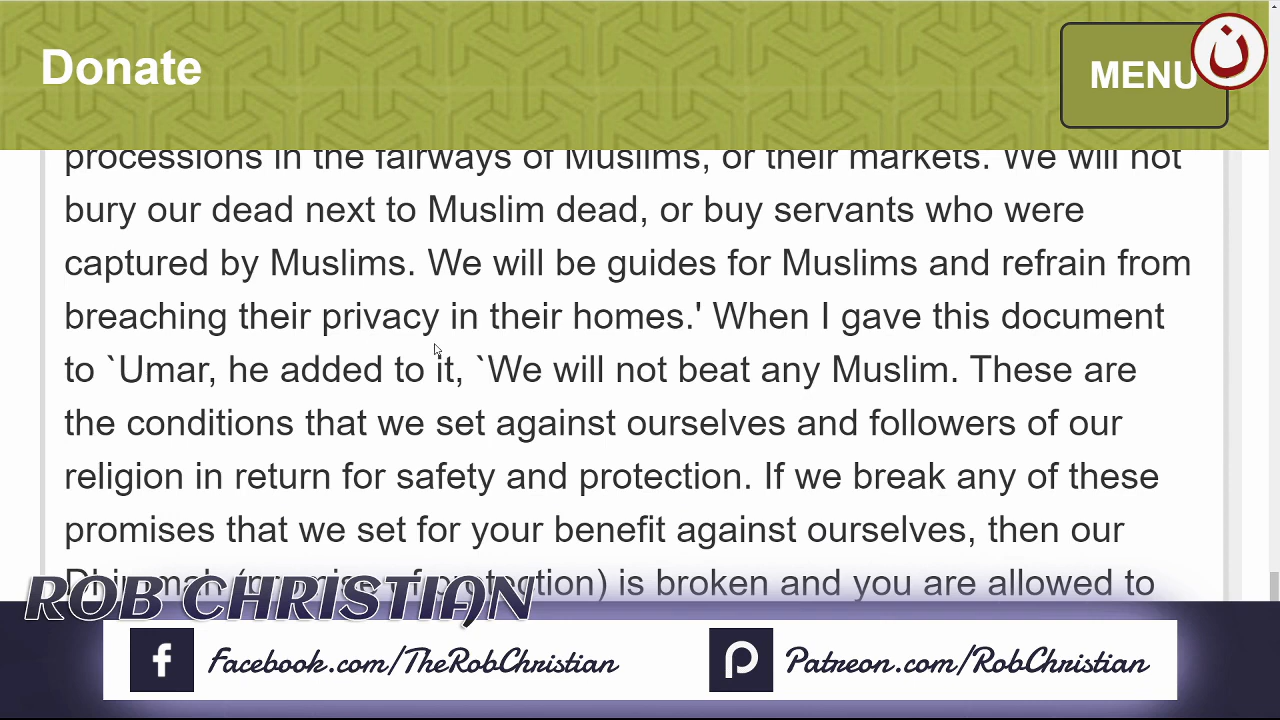 Donate
MENU
ن
processions in the fairways of Muslims, or their markets. We will not
bury our dead next to Muslim dead, or buy servants who were
captured by Muslims. We will be guides for Muslims and refrain from
breaching their privacy in their homes.' When I gave this document
to `Umar, he added to it, `We will not beat any Muslim. These are
the conditions that we set against ourselves and followers of our
religion in return for safety and protection. If we break any of these
promises that we set for your benefit against ourselves, then our
Dhimmah (promise of protection) is broken and you are allowed to
ROB CHRISTIAN
Facebook.com/TheRobChristian
Patreon.com/RobChristian